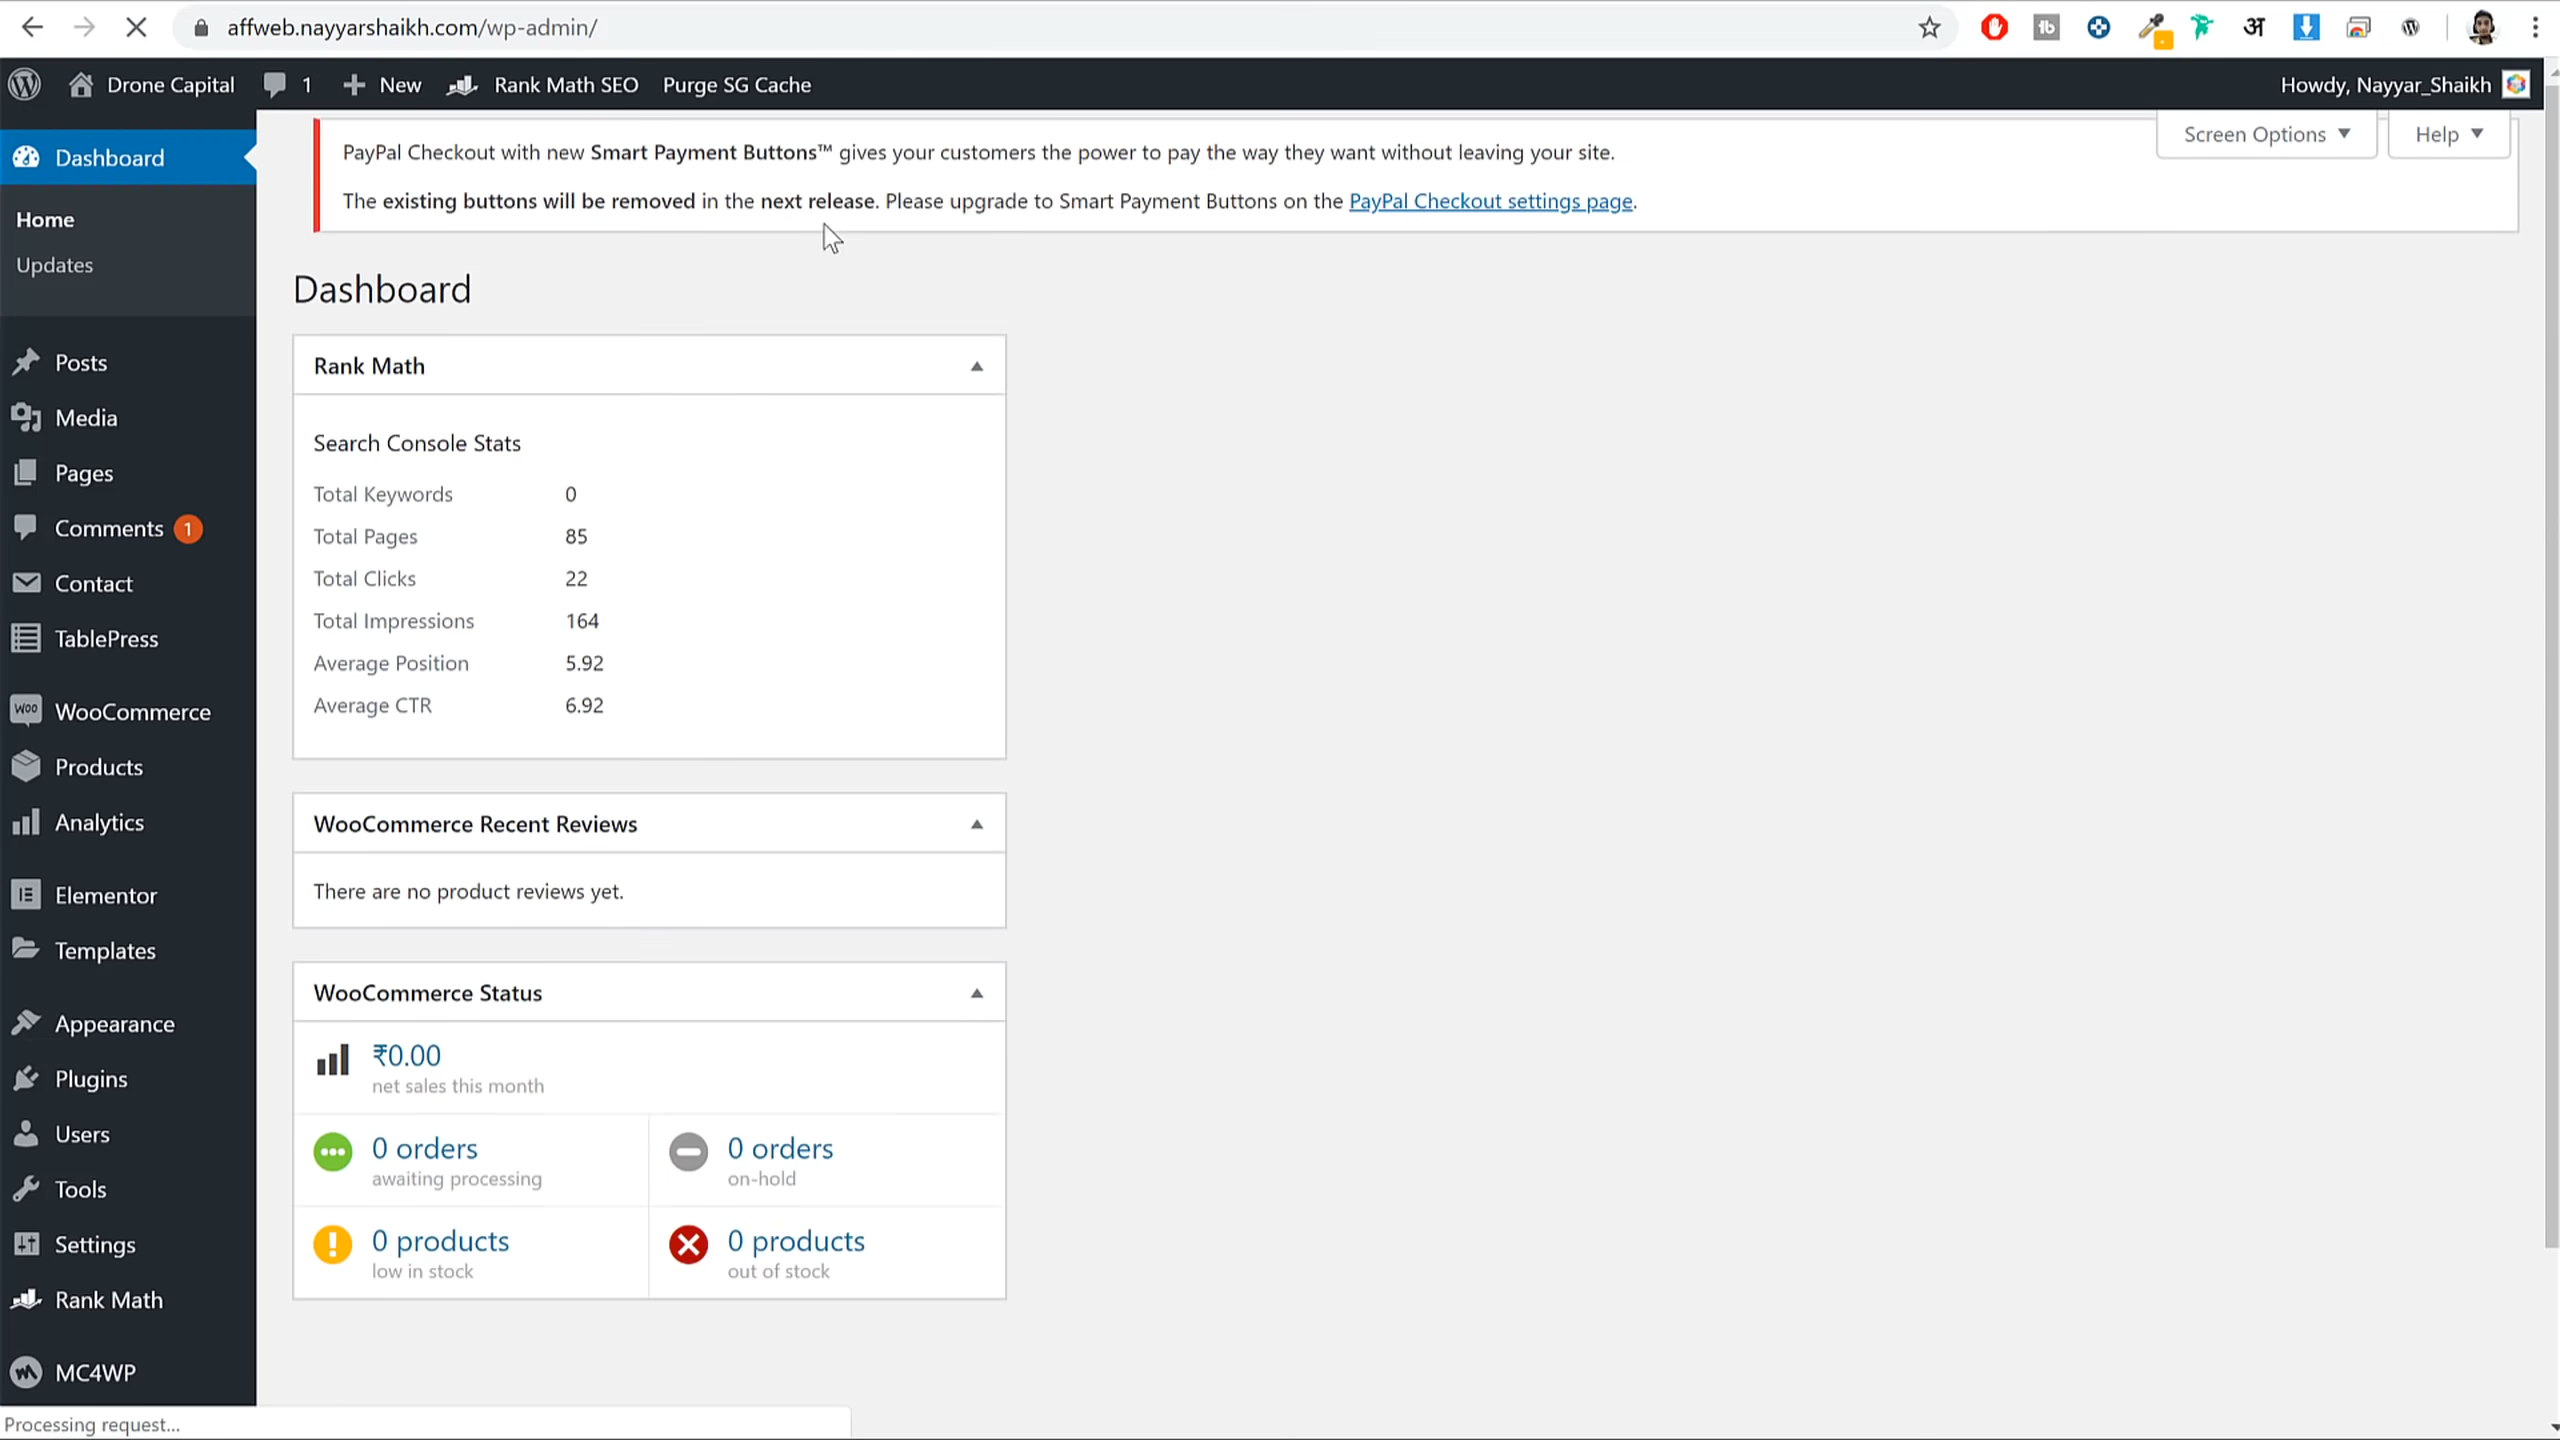 affweb.nayyarshaikh.com/wp-admin/
tb
अ
Drone Capital
1
New
Rank Math SEO
Purge SG Cache
Howdy, Nayyar_Shaikh
Screen Options
Help
PayPal Checkout with new Smart Payment Buttons™ gives your customers the power to pay the way they want without leaving your site.
The existing buttons will be removed in the next release. Please upgrade to Smart Payment Buttons on the PayPal Checkout settings page.
Dashboard
Home
Updates
Posts
Media
Pages
Comments 1
Contact
TablePress
WOO WooCommerce
Products
Analytics
Elementor
Templates
Appearance
Plugins
Users
Tools
Settings
Rank Math
MC4WP
Dashboard
Rank Math
Search Console Stats
Total Keywords 0
Total Pages 85
Total Clicks 22
Total Impressions 164
Average Position 5.92
Average CTR 6.92
WooCommerce Recent Reviews
There are no product reviews yet.
WooCommerce Status
₹0.00
net sales this month
0 orders
awaiting processing
0 orders
on-hold
0 products
low in stock
0 products
out of stock
Processing request...